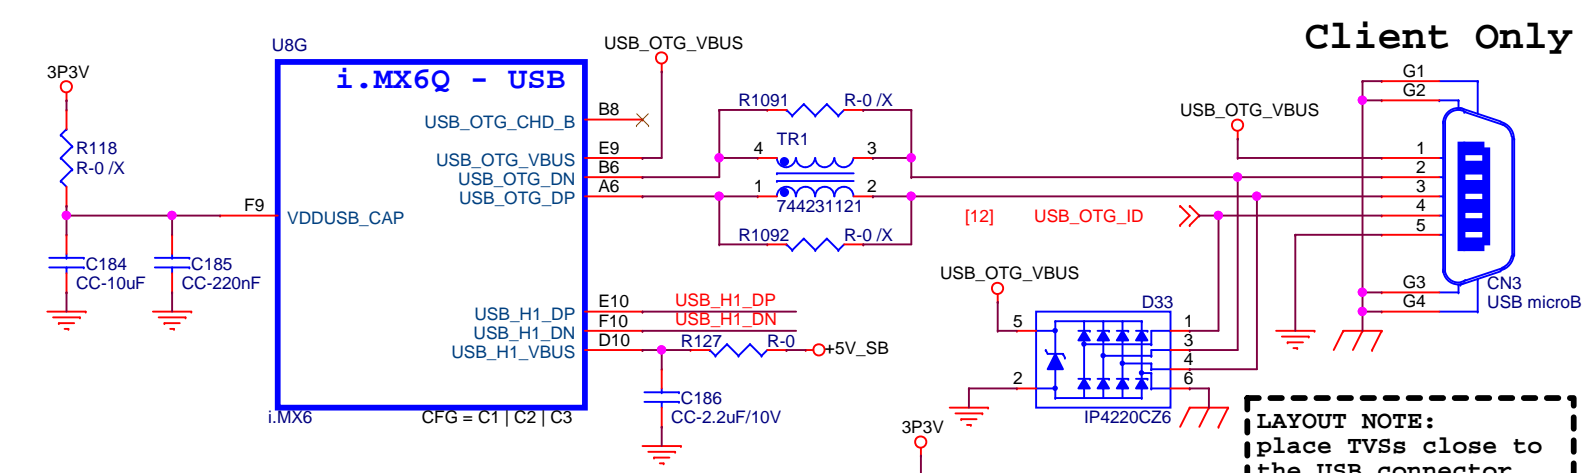 Client Only
U8G
USB_OTG_VBUS
3P3V
i.MX6Q - USB
G1
G2
R1091
R-0 /X
B8
USB_OTG_CHD_B
USB_OTG_VBUS
TR1
R118
R-0 /X
E9
USB_OTG_VBUS
4
3
1
B6
USB_OTG_DN
2
A6
USB_OTG_DP
1
2
3
744231121
F9
VDDUSB_CAP
[12]
USB_OTG_ID
4
R1092
R-0 /X
5
C184
CC-10uF
C185
CC-220nF
USB_OTG_VBUS
G3
G4
CN3
USB microB
E10
USB_H1_DP
USB_H1_DP
D33
F10
USB_H1_DN
USB_H1_DN
5
1
D10
USB_H1_VBUS
R127
R-0
+5V_SB
3
4
2
6
C186
CC-2.2uF/10V
i.MX6
CFG = C1 | C2 | C3
IP4220CZ6
3P3V
LAYOUT NOTE:
place TVSs close to
the USB connector